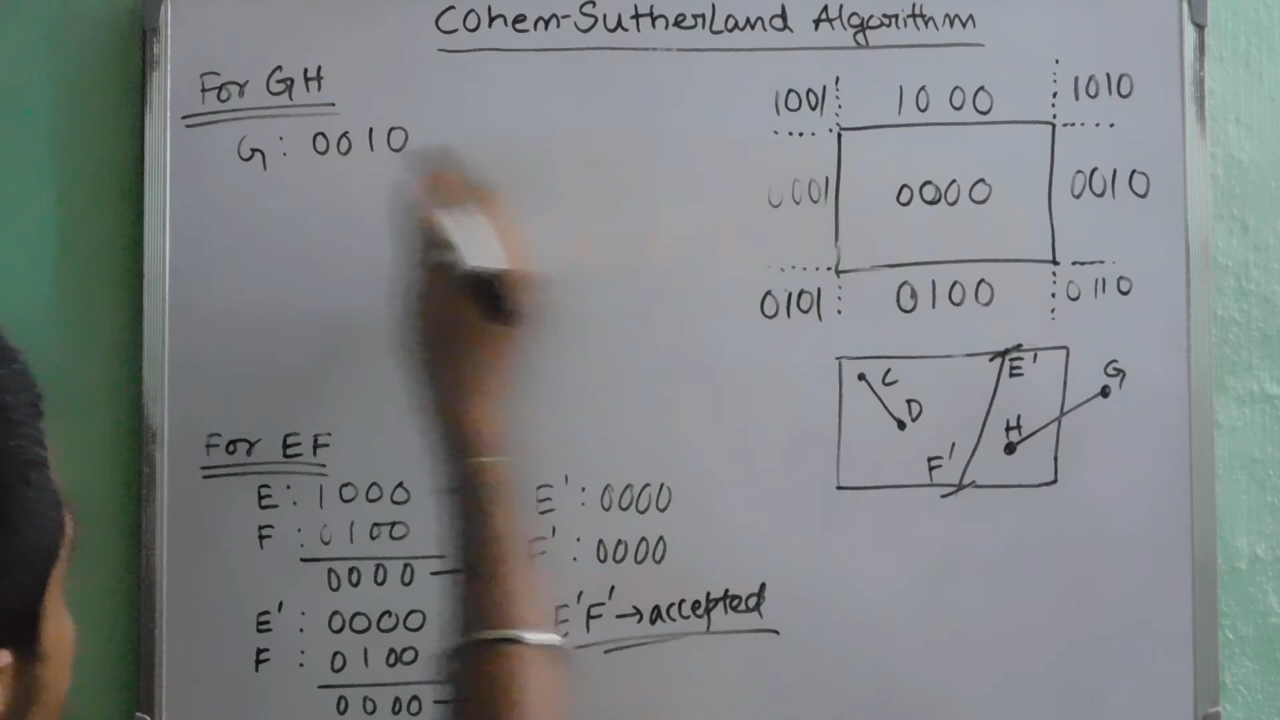 Cohem-Sutherland Algorithm
For GH
G: 0010
For EF
E: 1000
F: 0100
0000
E': 0000
F: 0100
0000
E': 0000
F': 0000
E'F'→accepted
1001 1000 1010
0001 0000 0010
0101 0100 0110
C
D
E'
F'
G
H